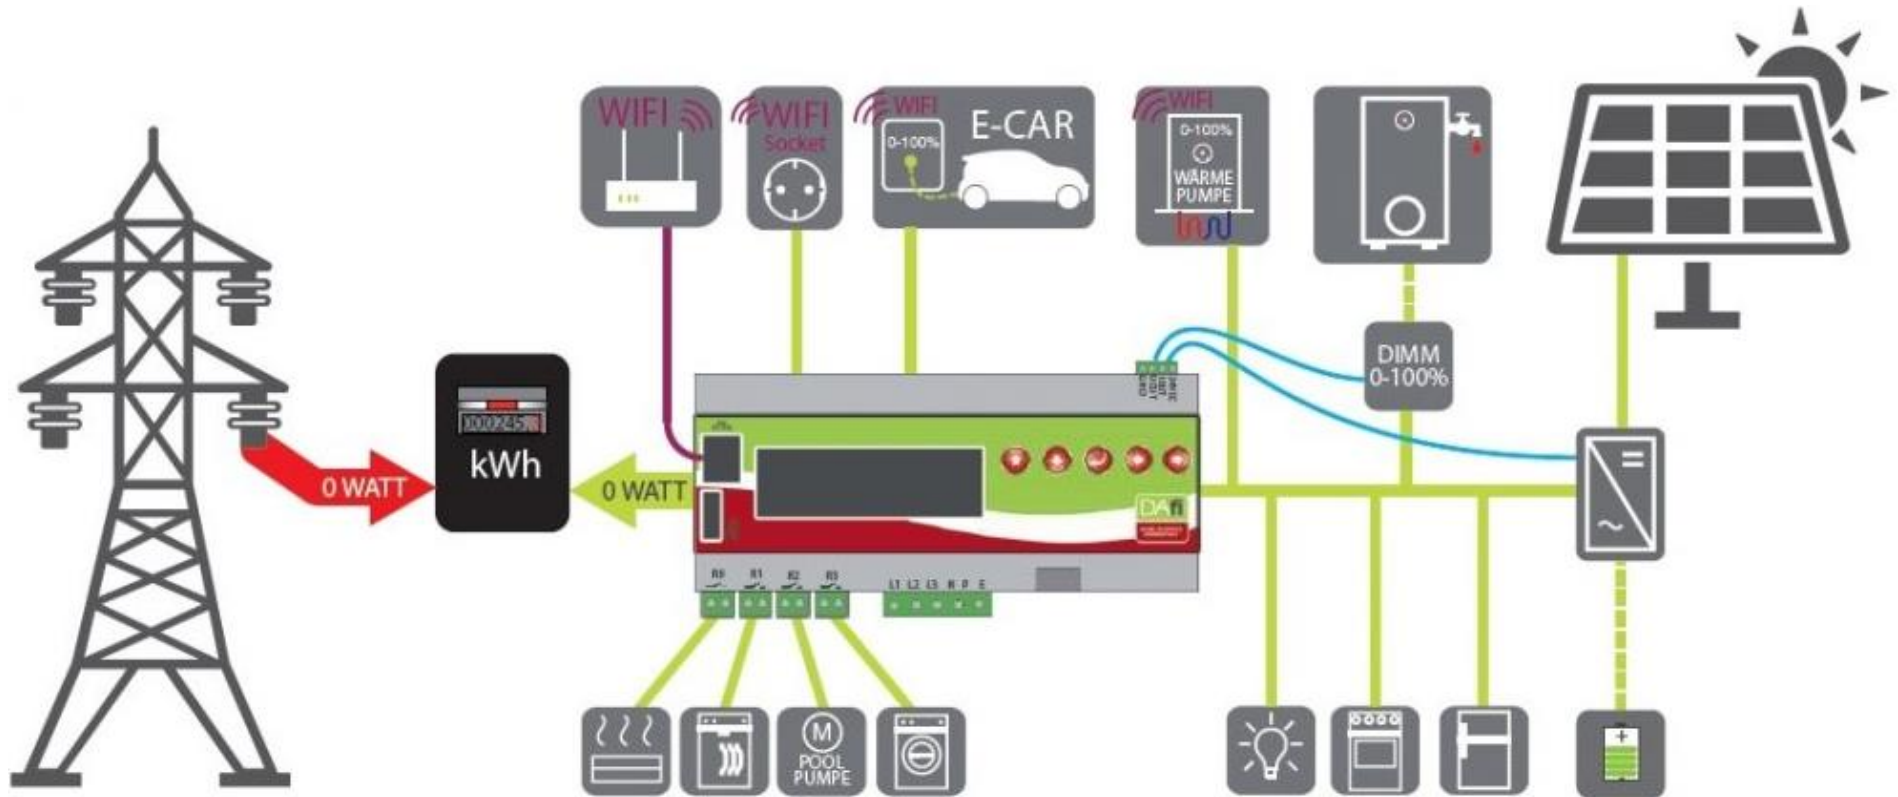 WIFI
WIFI
Socket
WIFI
0-100%
E-CAR
WIFI
0-100%
WÄRME
PUMPE
DIMM
0-100%
kWh
0 WATT
0 WATT
DAfi
R0 R1 R2 R3
L1 L2 L3 N P E
M
POOL
PUMPE